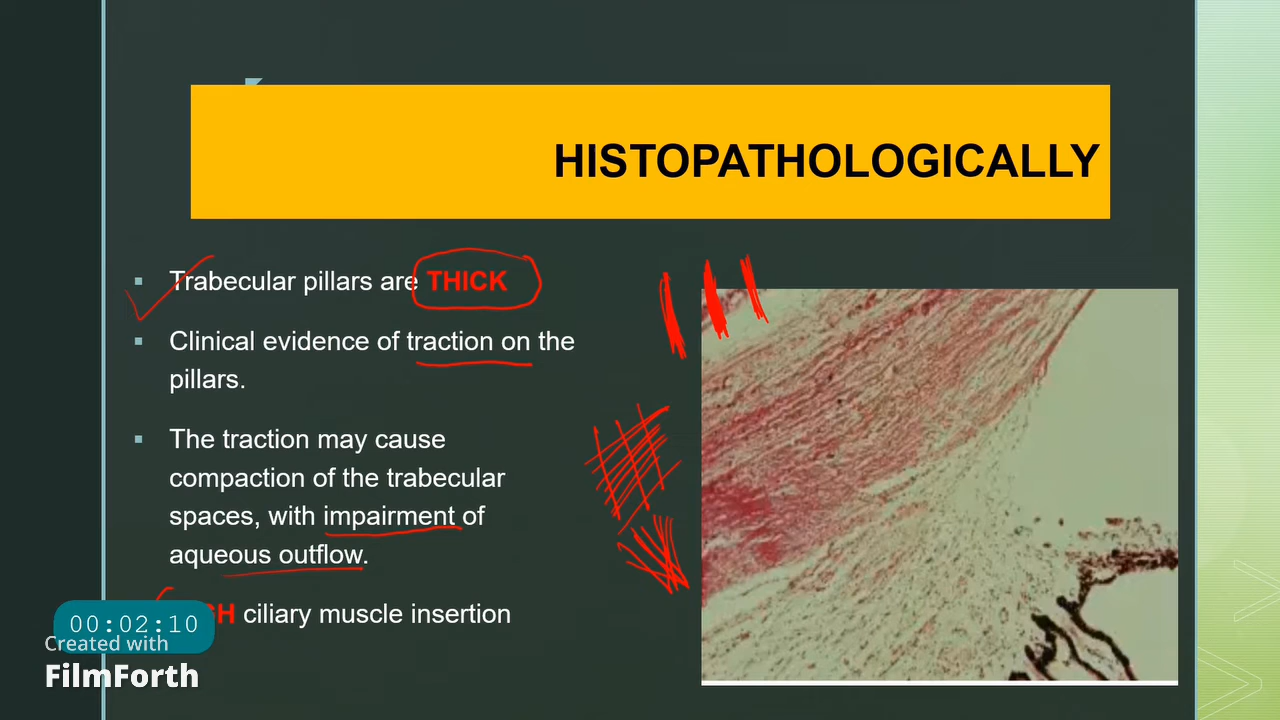 HISTOPATHOLOGICALLY
Trabecular pillars are THICK
Clinical evidence of traction on the
pillars.
The traction may cause
compaction of the trabecular
spaces, with impairment of
aqueous outflow.
ciliary muscle insertion
00:02:10
Created with
FilmForth